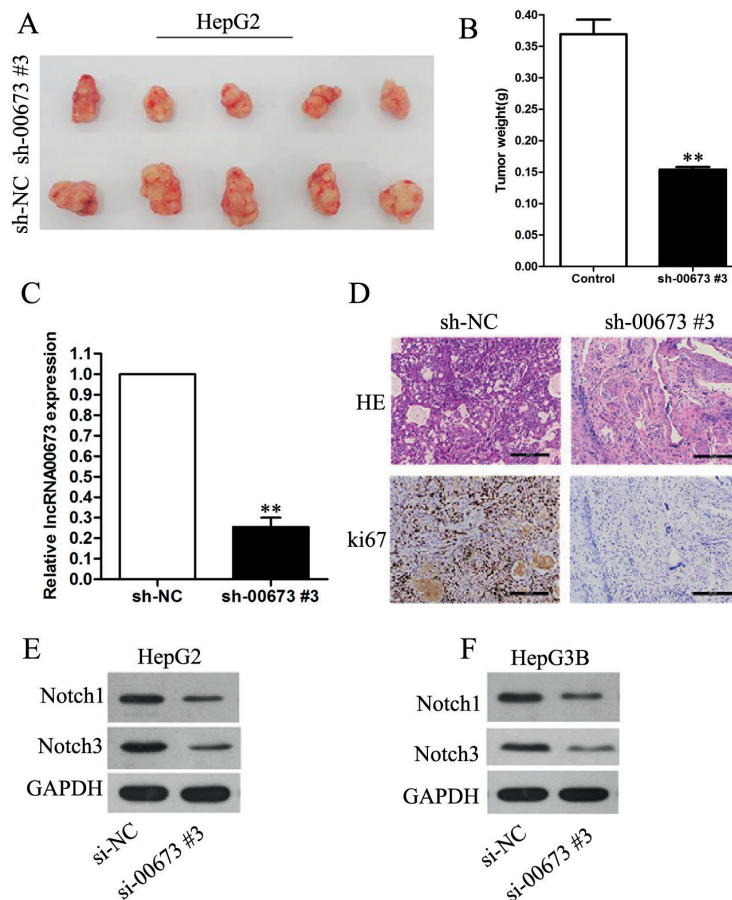 A
HepG2
sh-00673 #3
sh-NC
B
Tumor weight(g)
0.40
0.35
0.30
0.25
0.20
0.15
0.10
0.05
0.00
**
Control
sh-00673 #3
C
Relative lncRNA00673 expression
1.1
1.0
0.9
0.8
0.7
0.6
0.5
0.4
0.3
0.2
0.1
0.0
**
sh-NC
sh-00673 #3
D
sh-NC
sh-00673 #3
HE
ki67
E
HepG2
Notch1
Notch3
GAPDH
si-NC
si-00673 #3
F
HepG3B
Notch1
Notch3
GAPDH
si-NC
si-00673 #3